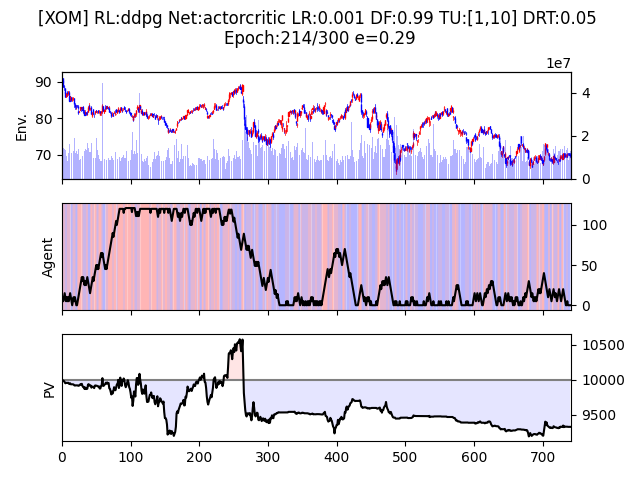 [XOM] RL:ddpg Net:actorcritic LR:0.001 DF:0.99 TU:[1,10] DRT:0.05
Epoch:214/300 e=0.29
1e7
90
80
70
Env.
4
2
0
Agent
100
50
0
PV
10500
10000
9500
0 100 200 300 400 500 600 700